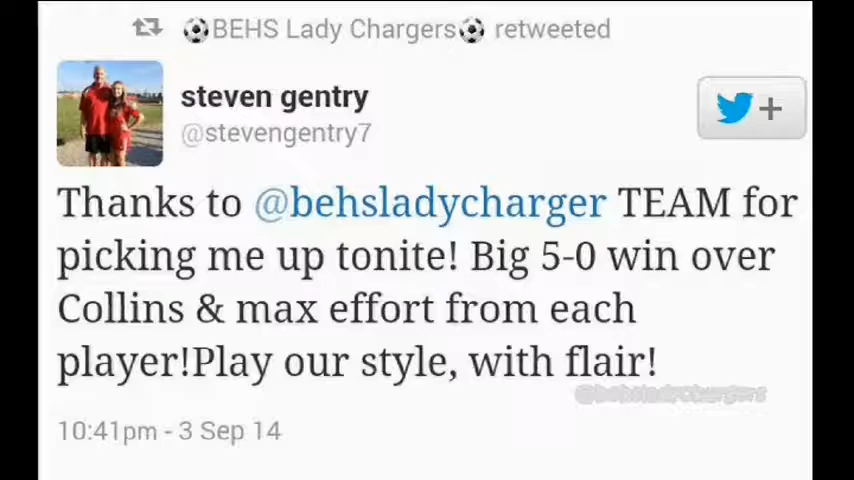 BEHS Lady Chargers retweeted
steven gentry
@stevengentry7
Thanks to @behsladycharger TEAM for
picking me up tonite! Big 5-0 win over
Collins & max effort from each
player!Play our style, with flair!
10:41pm - 3 Sep 14